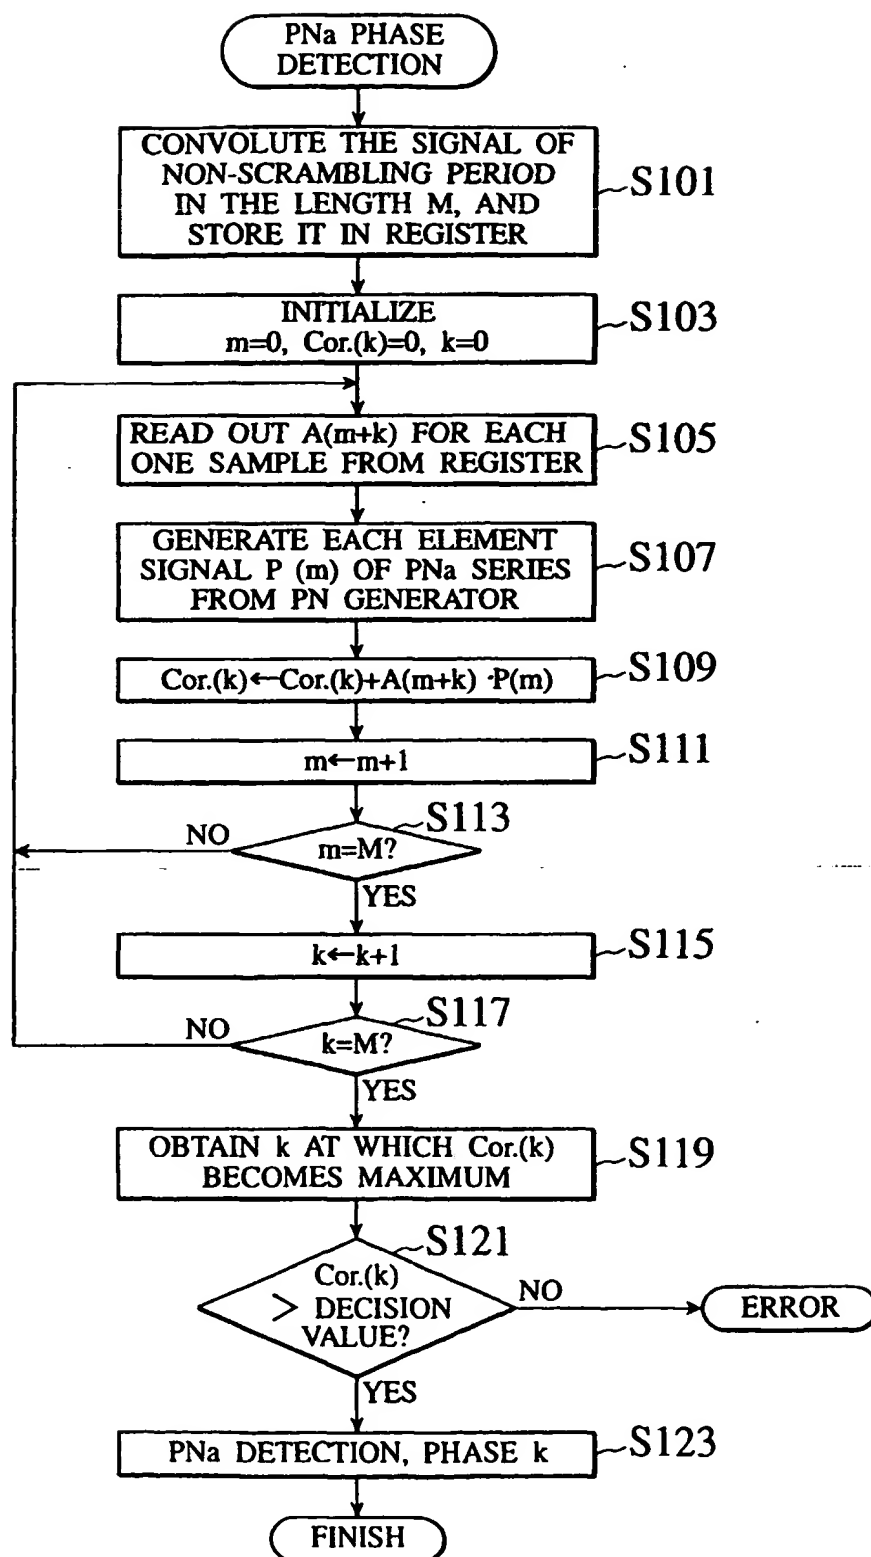 PNa PHASE
DETECTION
CONVOLUTE THE SIGNAL OF
NON-SCRAMBLING PERIOD
IN THE LENGTH M, AND
STORE IT IN REGISTER
S101
INITIALIZE
m=0, Cor.(k)=0, k=0
S103
READ OUT A(m+k) FOR EACH
ONE SAMPLE FROM REGISTER
S105
GENERATE EACH ELEMENT
SIGNAL P (m) OF PNa SERIES
FROM PN GENERATOR
S107
Cor.(k)←Cor.(k)+A(m+k) ·P(m)
S109
m←m+1
S111
S113
NO
m=M?
YES
k←k+1
S115
S117
NO
k=M?
YES
OBTAIN k AT WHICH Cor.(k)
BECOMES MAXIMUM
S119
S121
Cor.(k)
> DECISION
VALUE?
NO
ERROR
YES
PNa DETECTION, PHASE k
S123
FINISH